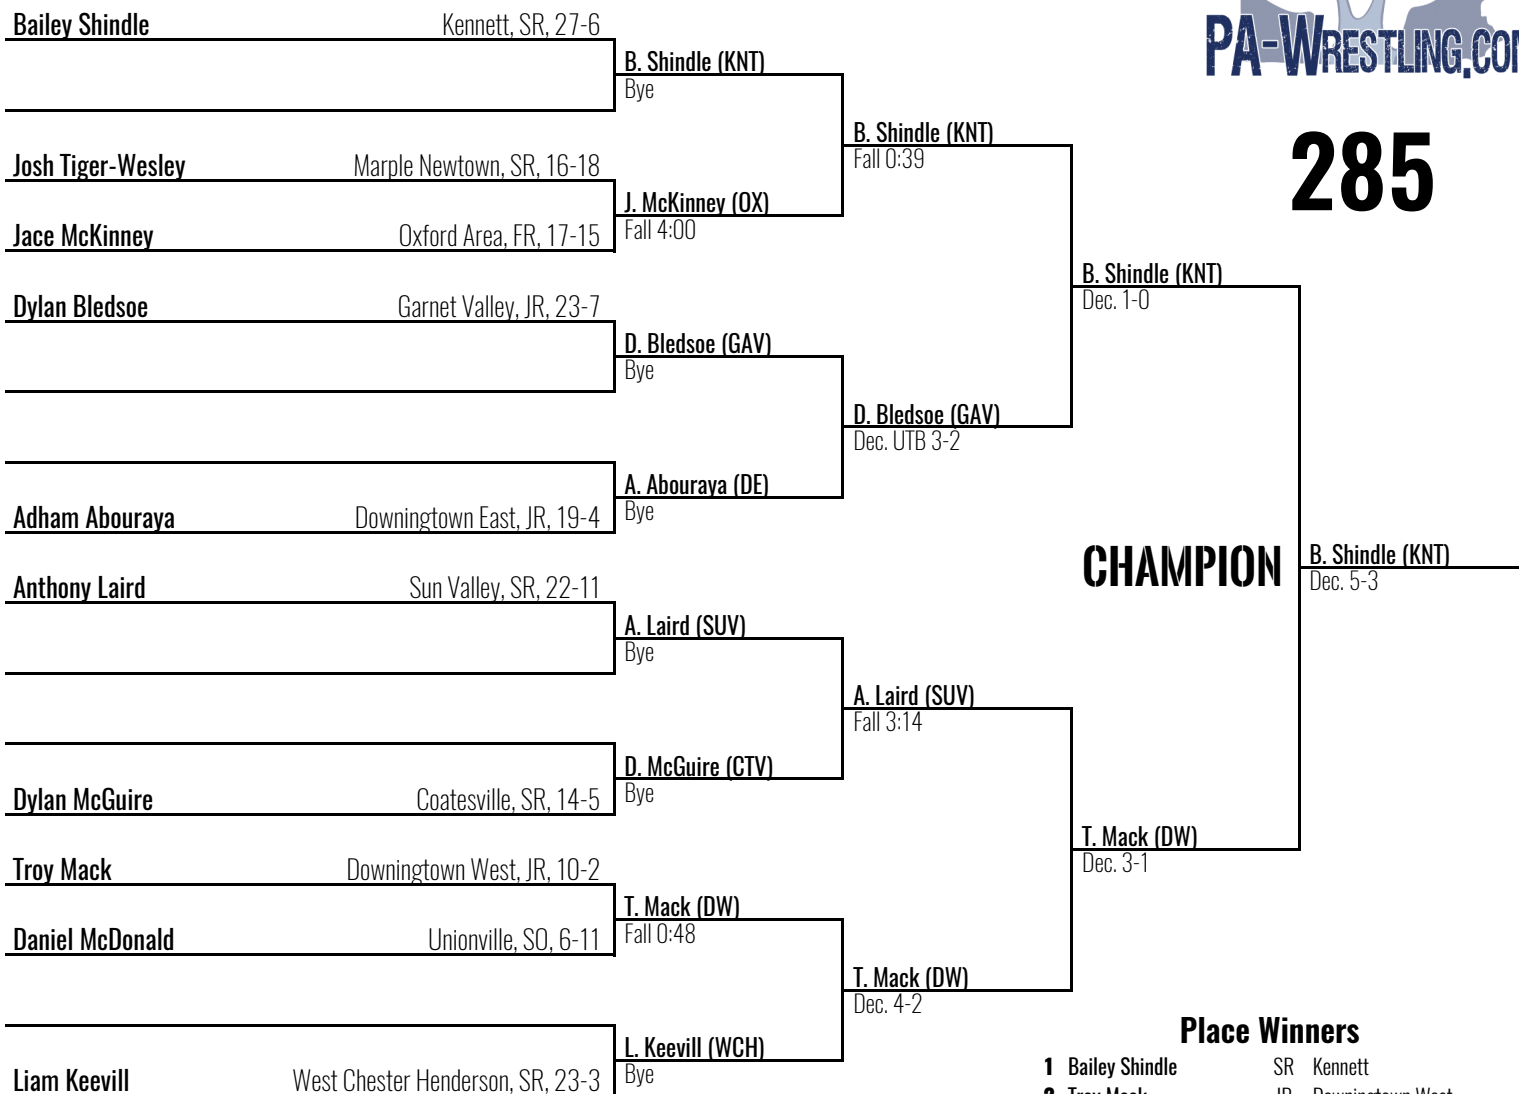 Bailey Shindle Kennett, SR, 27-6
B. Shindle (KNT)
Bye
Josh Tiger-Wesley Marple Newtown, SR, 16-18
Jace McKinney Oxford Area, FR, 17-15
J. McKinney (OX)
Fall 4:00
B. Shindle (KNT)
Fall 0:39
Dylan Bledsoe Garnet Valley, JR, 23-7
D. Bledsoe (GAV)
Bye
Adham Abouraya Downingtown East, JR, 19-4
A. Abouraya (DE)
Bye
D. Bledsoe (GAV)
Dec. UTB 3-2
B. Shindle (KNT)
Dec. 1-0
Anthony Laird Sun Valley, SR, 22-11
A. Laird (SUV)
Bye
Dylan McGuire Coatesville, SR, 14-5
D. McGuire (CTV)
Bye
A. Laird (SUV)
Fall 3:14
Troy Mack Downingtown West, JR, 10-2
Daniel McDonald Unionville, SO, 6-11
T. Mack (DW)
Fall 0:48
Liam Keevill West Chester Henderson, SR, 23-3
L. Keevill (WCH)
Bye
T. Mack (DW)
Dec. 4-2
T. Mack (DW)
Dec. 3-1
CHAMPION
B. Shindle (KNT)
Dec. 5-3
PA-WRESTLING.COM
285
Place Winners
1 Bailey Shindle SR Kennett
2 Troy Mack JR Downingtown West